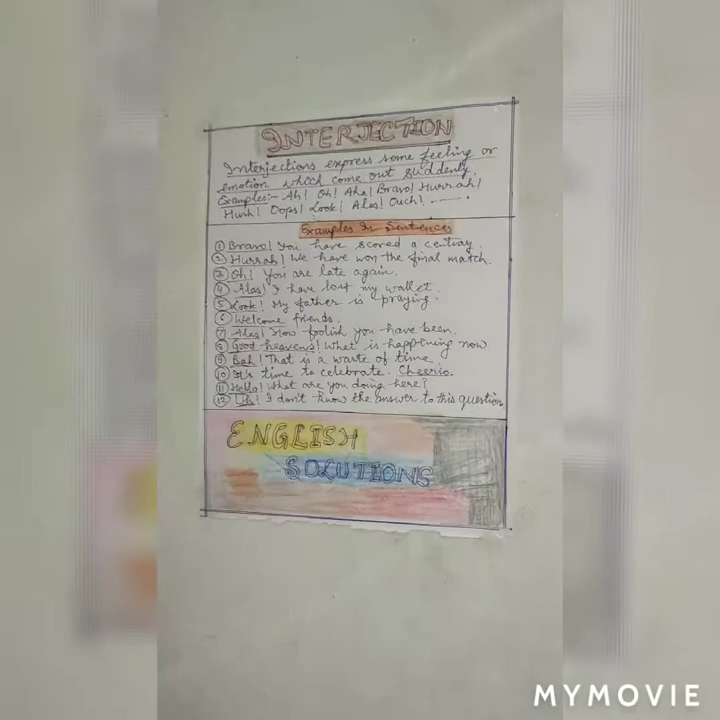 INTERJECTION
Interjections express some feeling or
emotion which come out suddenly.
Examples:- Ah! Oh! Aha! Bravo! Hurrah!
Hush! Oops! Look! Alas! Ouch!
Examples In Sentences
1 Bravo! You have scored a
2 Hurrah! We have won the final match.
3 Oh! You are late again.
4 Alas! I have lost my wallet.
5 Look! My father is praying.
6 Welcome friends.
7 Alas! How foolish you have been.
8 Good heavens! What is happening now
9 Bah! That is a waste of time.
10 It's time to celebrate. Cheerio.
11 Hello! What are you doing here?
12 Uh! I don't know the answer to this question
ENGLISH
SOLUTIONS
MYMOVIE